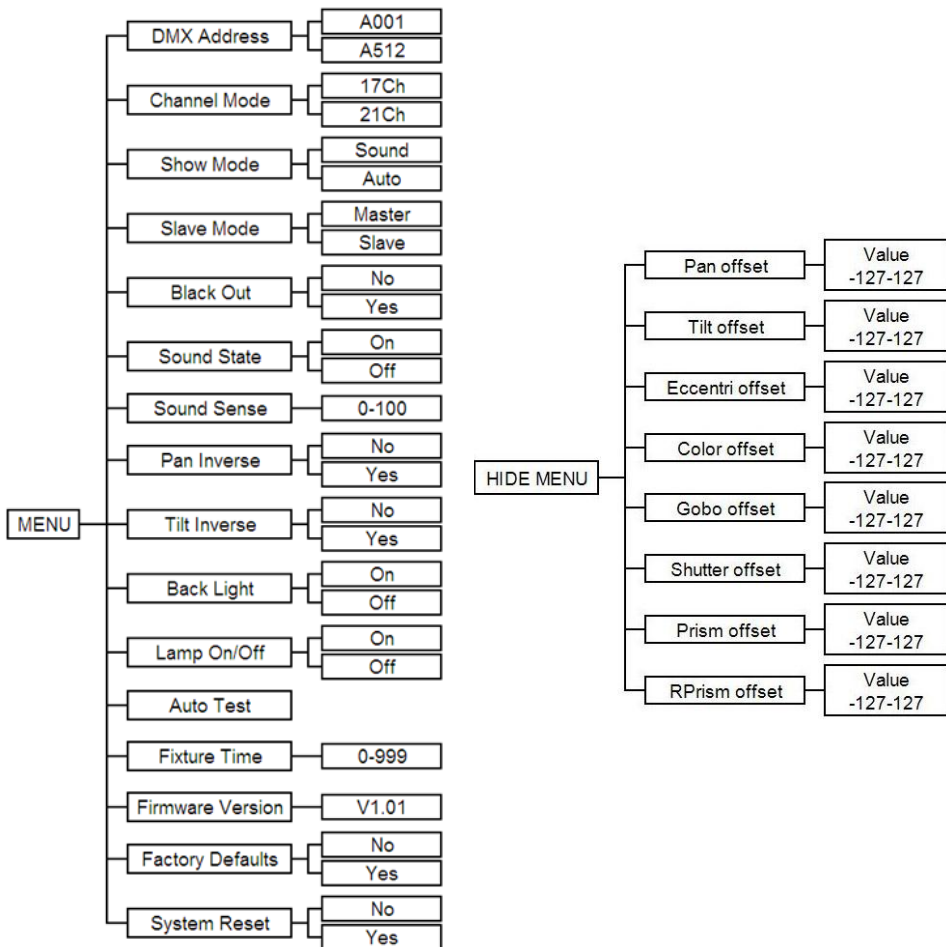 MENU
DMX Address
A001
A512
Channel Mode
17Ch
21Ch
Show Mode
Sound
Auto
Slave Mode
Master
Slave
Black Out
No
Yes
Sound State
On
Off
Sound Sense
0-100
Pan Inverse
No
Yes
Tilt Inverse
No
Yes
Back Light
On
Off
Lamp On/Off
On
Off
Auto Test
Fixture Time
0-999
Firmware Version
V1.01
Factory Defaults
No
Yes
System Reset
No
Yes
HIDE MENU
Pan offset
Value
-127-127
Tilt offset
Value
-127-127
Eccentri offset
Value
-127-127
Color offset
Value
-127-127
Gobo offset
Value
-127-127
Shutter offset
Value
-127-127
Prism offset
Value
-127-127
RPrism offset
Value
-127-127